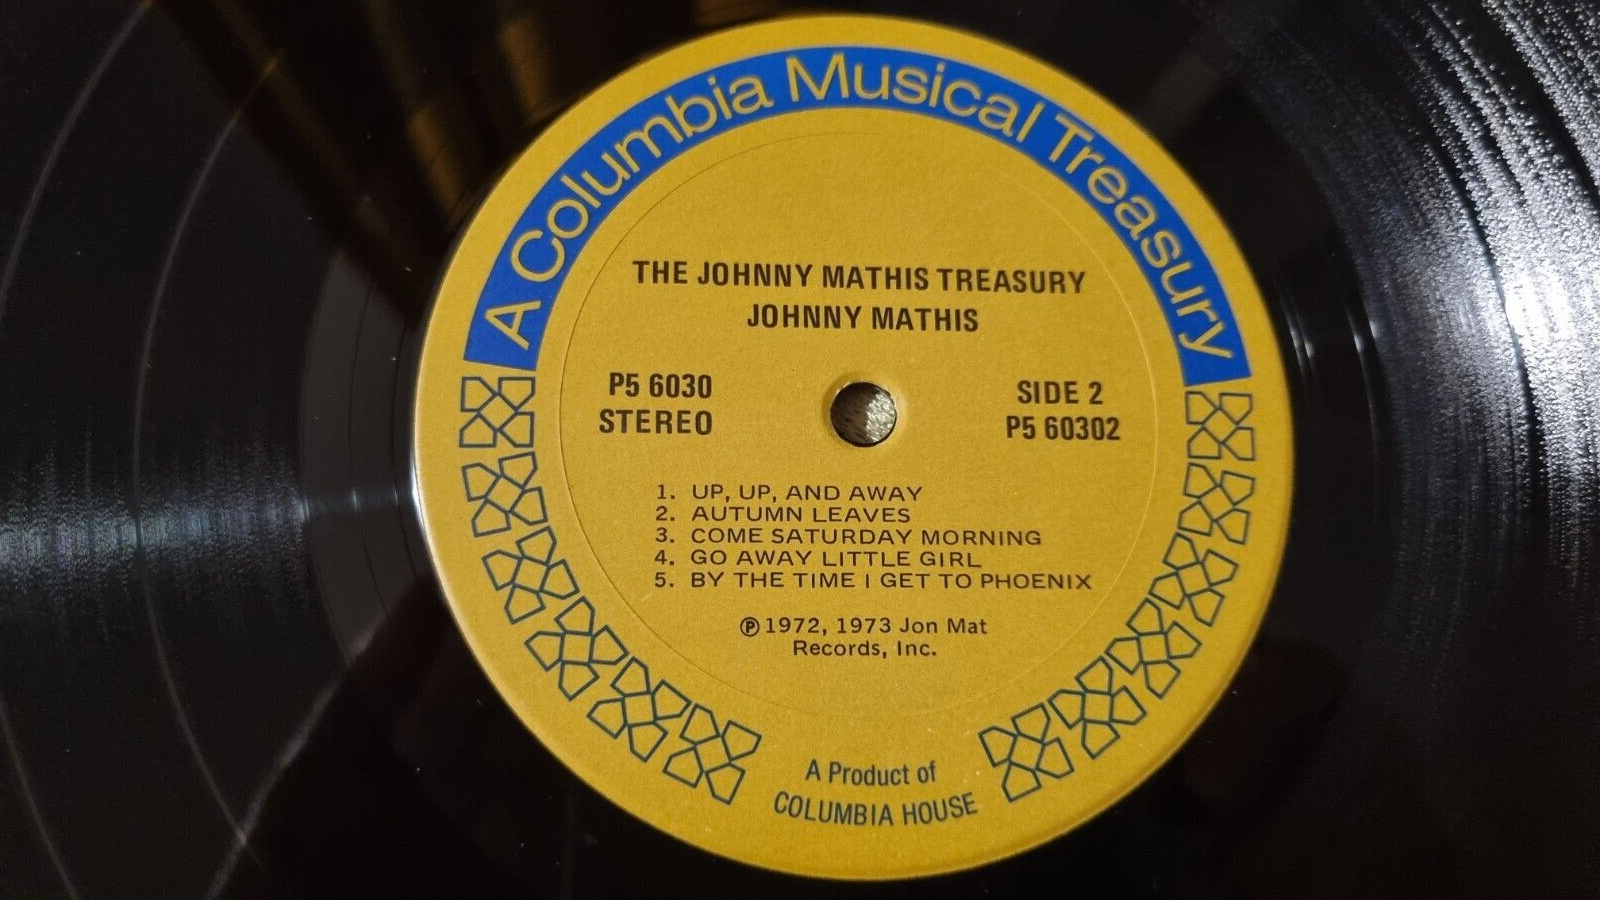 A Columbia Musical Treasury
THE JOHNNY MATHIS TREASURY
JOHNNY MATHIS
P5 6030
STEREO
SIDE 2
P5 60302
1. UP, UP, AND AWAY
2. AUTUMN LEAVES
3. COME SATURDAY MORNING
4. GO AWAY LITTLE GIRL
5. BY THE TIME I GET TO PHOENIX
℗ 1972, 1973 Jon Mat
Records, Inc.
A Product of
COLUMBIA HOUSE